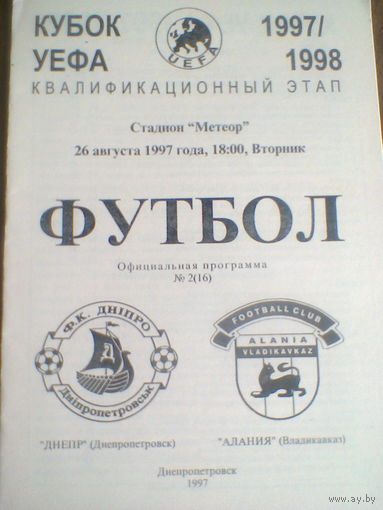 КУБОК 1997/
УЕФА 1998
UEFA
КВАЛИФИКАЦИОННЫЙ ЭТАП
Стадион "Метеор"
26 августа 1997 года, 18:00, Вторник
ФУТБОЛ
Официальная программа
№ 2(16)
Ф.К. ДНІПРО
Дніпропетровськ
FOOTBALL CLUB
ALANIA
VLADIKAVKAZ
"ДНЕПР" (Днепропетровск) "АЛАНИЯ" (Владикавказ)
Днепропетровск
1997
https://www.ay.by/